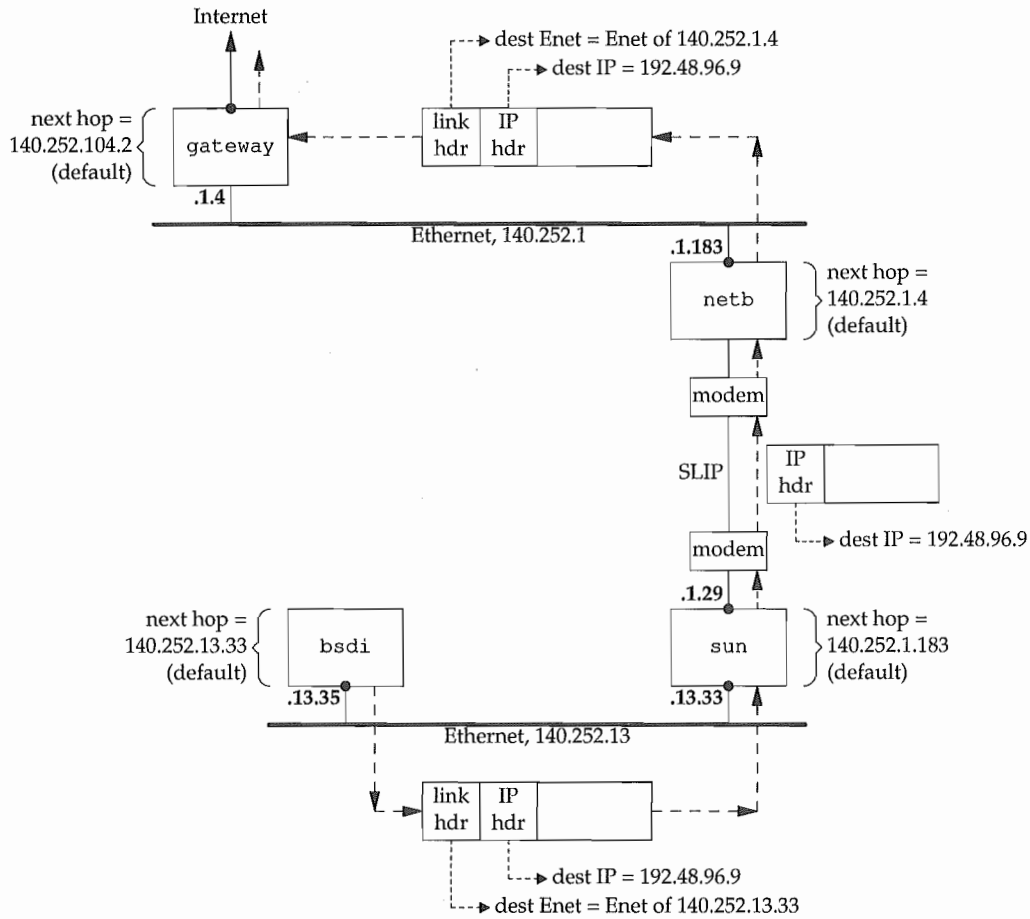 Internet
dest Enet = Enet of 140.252.1.4
dest IP = 192.48.96.9
next hop =
140.252.104.2
(default)
gateway
link
hdr
IP
hdr
.1.4
Ethernet, 140.252.1
.1.183
netb
next hop =
140.252.1.4
(default)
modem
SLIP
IP
hdr
dest IP = 192.48.96.9
modem
.1.29
next hop =
140.252.13.33
(default)
bsdi
sun
next hop =
140.252.1.183
(default)
.13.35
.13.33
Ethernet, 140.252.13
link
hdr
IP
hdr
dest IP = 192.48.96.9
dest Enet = Enet of 140.252.13.33